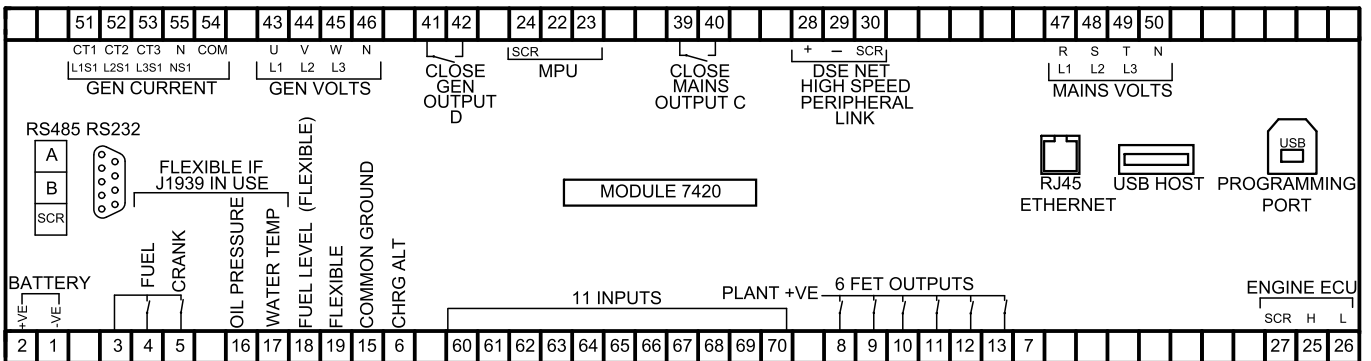 51 52 53 55 54 43 44 45 46 41 42 24 22 23 39 40 28 29 30 47 48 49 50
CT1 CT2 CT3 N COM U V W N + − SCR R S T N
L1S1 L2S1 L3S1 NS1 L1 L2 L3 SCR L1 L2 L3
GEN CURRENT GEN VOLTS
CLOSE
GEN
OUTPUT
D
MPU
CLOSE
MAINS
OUTPUT C
DSE NET
HIGH SPEED
PERIPHERAL
LINK
MAINS VOLTS
RS485 RS232
A
B
SCR
FLEXIBLE IF
J1939 IN USE
MODULE 7420
RJ45
ETHERNET
USB HOST
USB
PROGRAMMING
PORT
BATTERY
+VE
-VE
FUEL
CRANK
OIL PRESSURE
WATER TEMP
FUEL LEVEL (FLEXIBLE)
FLEXIBLE
COMMON GROUND
CHRG ALT
11 INPUTS
PLANT +VE
6 FET OUTPUTS
ENGINE ECU
SCR H L
2 1 3 4 5 16 17 18 19 15 6 60 61 62 63 64 65 66 67 68 69 70 8 9 10 11 12 13 7 27 25 26